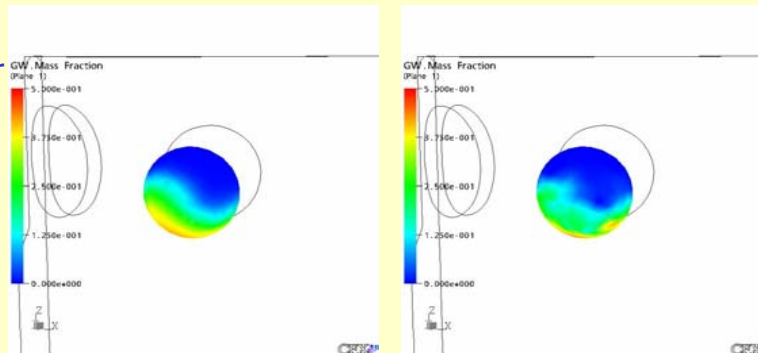 GW.Mass Fraction
(Plane 1)
5.000e-001
3.750e-001
2.500e-001
1.250e-001
0.000e+000
Z
X
GW.Mass Fraction
(Plane 1)
5.000e-001
3.750e-001
2.500e-001
1.250e-001
0.000e+000
Z
X